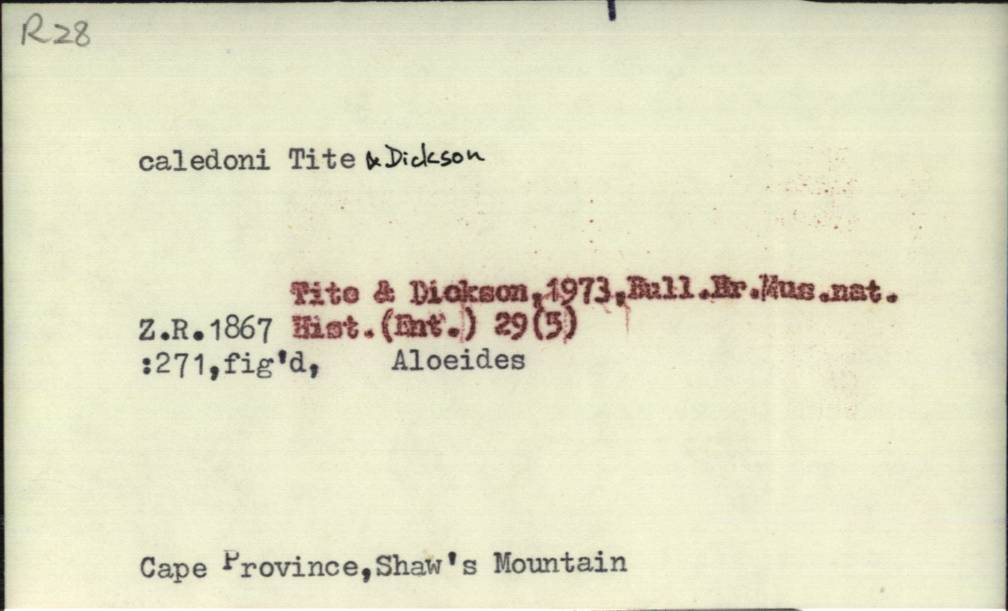 R28
caledoni Tite & Dickson
Tite & Dickson,1973,Bull.Br.Mus.nat.
Z.R.1867 Hist.(Ent.) 29(5)
:271,fig'd, Aloeides
Cape Province,Shaw's Mountain